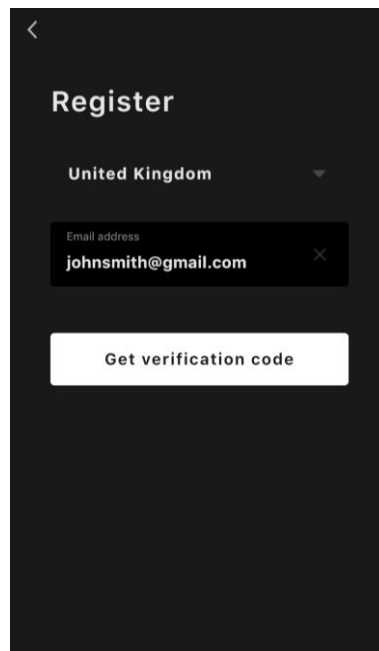 Register
United Kingdom
Email address
johnsmith@gmail.com
Get verification code